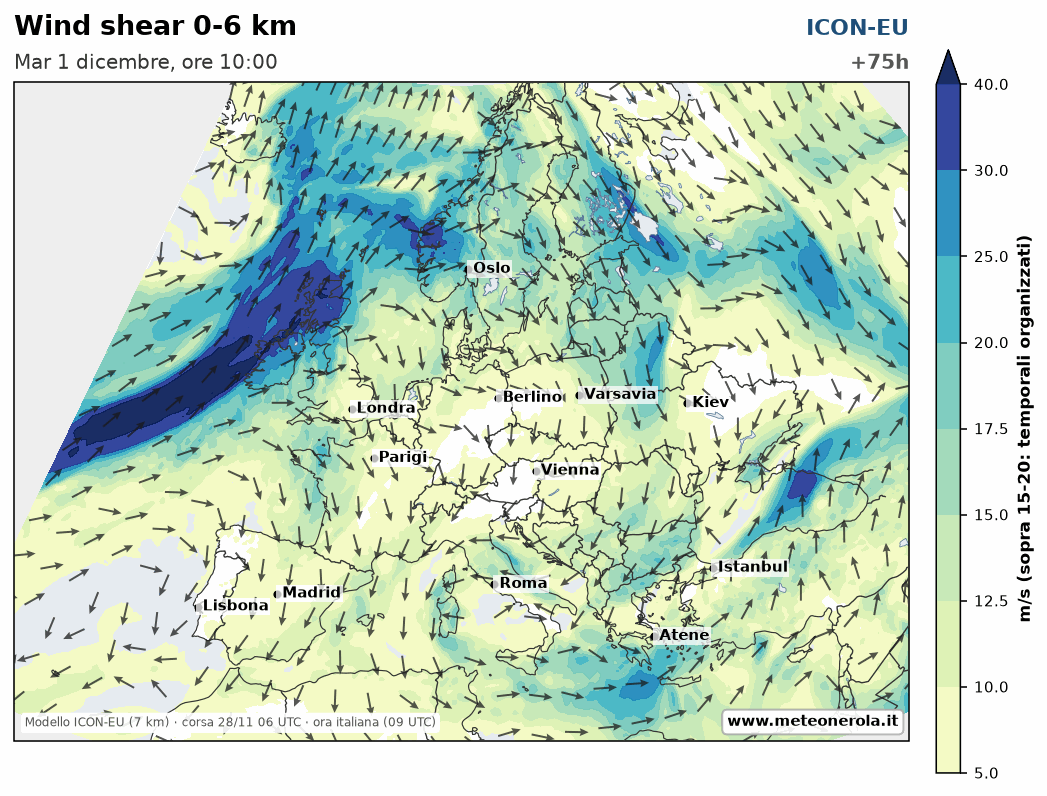 Wind shear 0-6 km
ICON-EU
Mar 1 dicembre, ore 10:00
+75h
40.0
30.0
25.0
20.0
17.5
15.0
12.5
10.0
5.0
m/s (sopra 15-20: temporali organizzati)
Oslo
Londra
Berlino
Varsavia
Kiev
Parigi
Vienna
Istanbul
Roma
Madrid
Lisbona
Atene
Modello ICON-EU (7 km) · corsa 28/11 06 UTC · ora italiana (09 UTC)
www.meteonerola.it